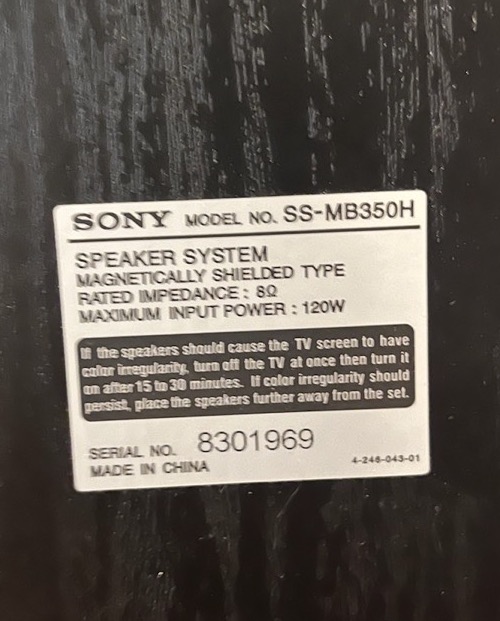 SONY MODEL NO. SS-MB350H
SPEAKER SYSTEM
MAGNETICALLY SHIELDED TYPE
RATED IMPEDANCE : 8Ω
MAXIMUM INPUT POWER : 120W
If the speakers should cause the TV screen to have
color irregularity, turn off the TV at once then turn it
on after 15 to 30 minutes. If color irregularity should
persist, place the speakers further away from the set.
SERIAL NO. 8301969
MADE IN CHINA
4-246-043-01